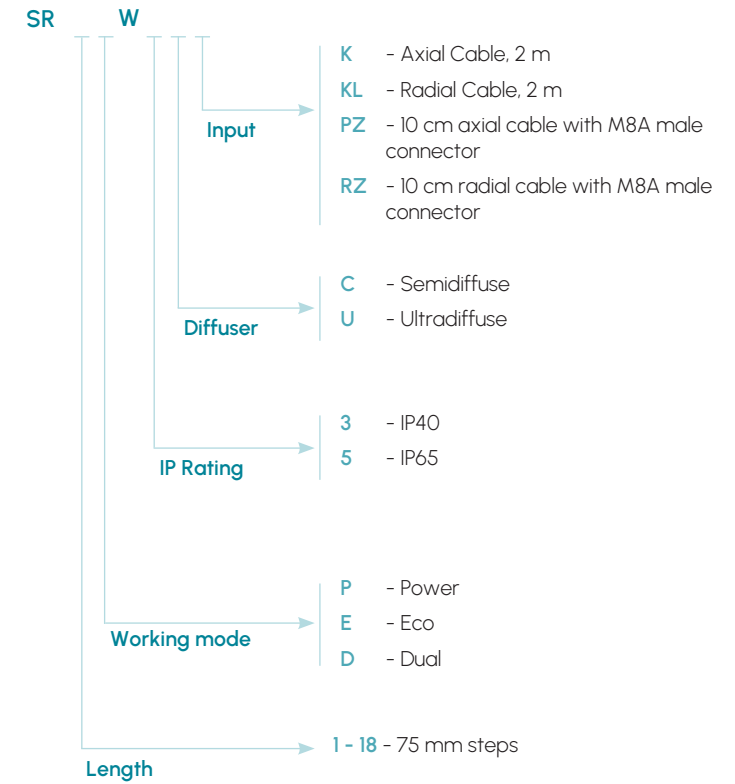 SR W
K - Axial Cable, 2 m
KL - Radial Cable, 2 m
PZ - 10 cm axial cable with M8A male
connector
RZ - 10 cm radial cable with M8A male
connector
Input
C - Semidiffuse
U - Ultradiffuse
Diffuser
3 - IP40
5 - IP65
IP Rating
P - Power
E - Eco
D - Dual
Working mode
1 - 18 - 75 mm steps
Length